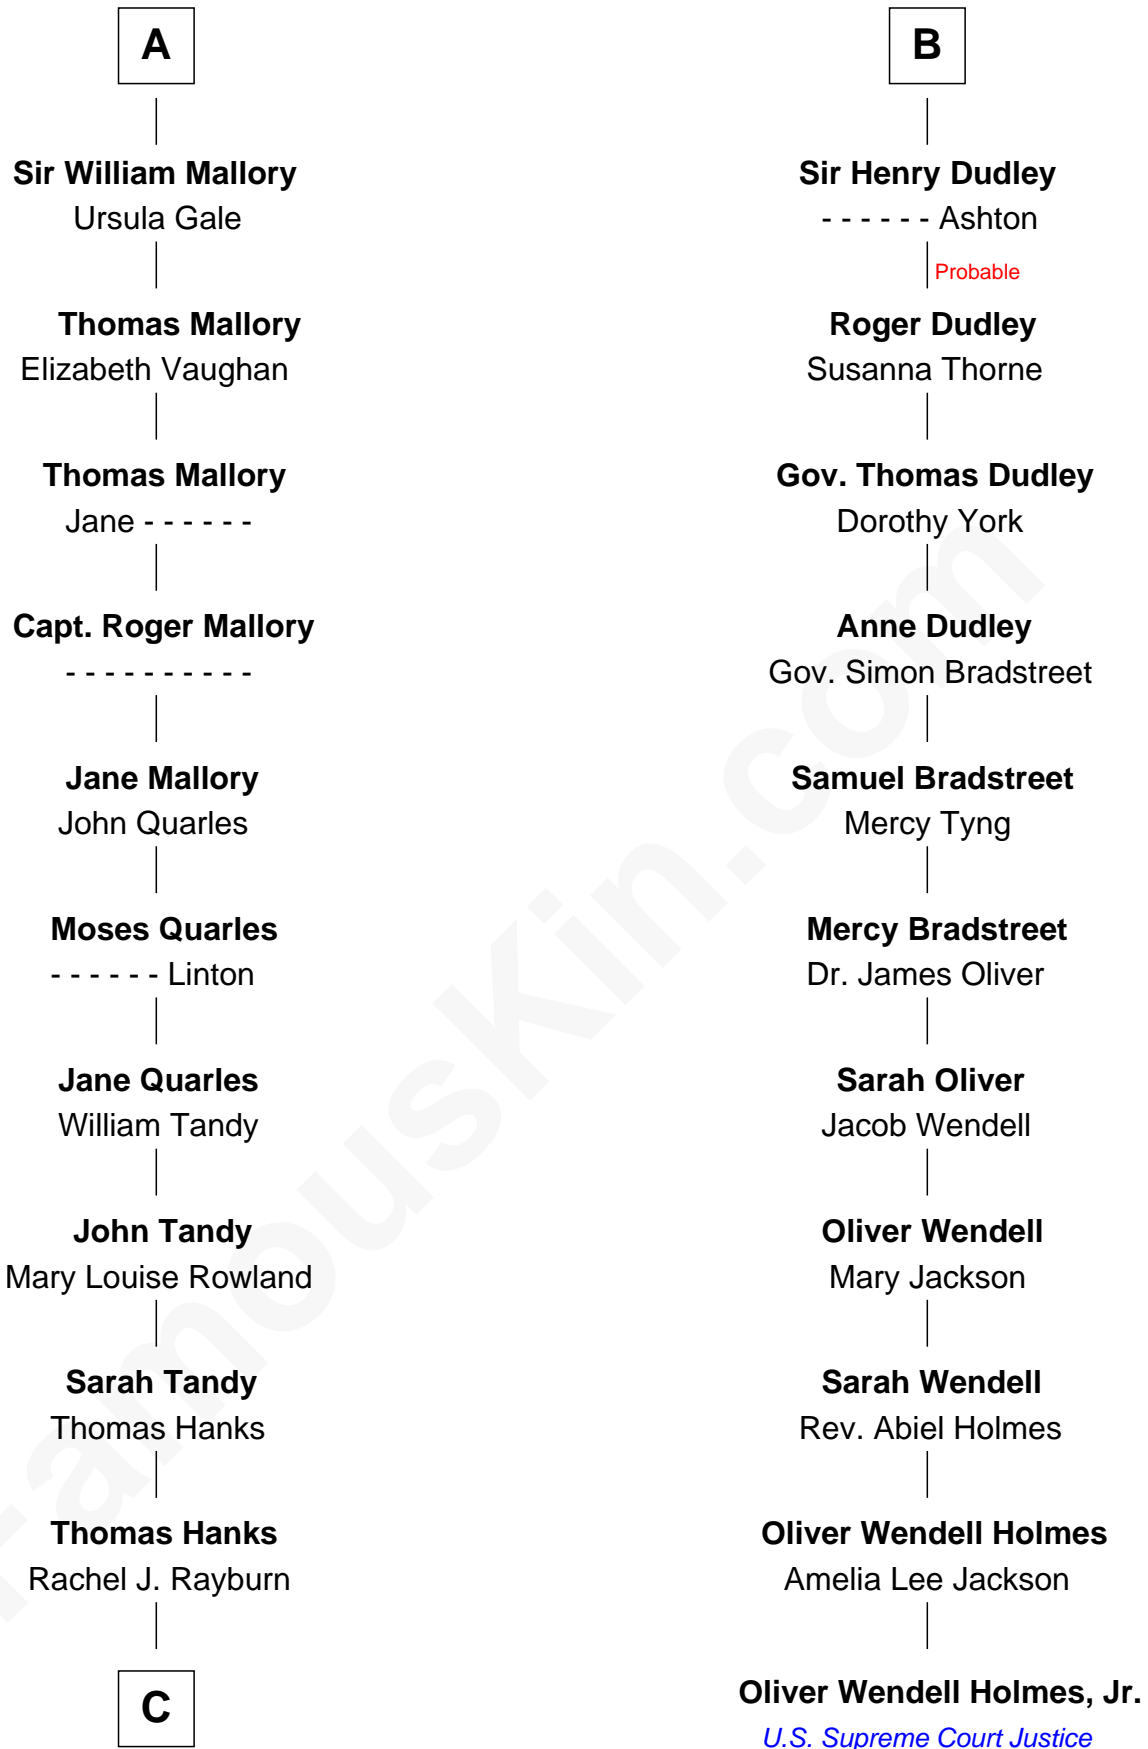 A
Sir William Mallory
Ursula Gale
Thomas Mallory
Elizabeth Vaughan
Thomas Mallory
Jane - - - - - -
Capt. Roger Mallory
- - - - - - - - - -
Jane Mallory
John Quarles
Moses Quarles
- - - - - - Linton
Jane Quarles
William Tandy
John Tandy
Mary Louise Rowland
Sarah Tandy
Thomas Hanks
Thomas Hanks
Rachel J. Rayburn
C
B
Sir Henry Dudley
- - - - - - Ashton
Probable
Roger Dudley
Susanna Thorne
Gov. Thomas Dudley
Dorothy York
Anne Dudley
Gov. Simon Bradstreet
Samuel Bradstreet
Mercy Tyng
Mercy Bradstreet
Dr. James Oliver
Sarah Oliver
Jacob Wendell
Oliver Wendell
Mary Jackson
Sarah Wendell
Rev. Abiel Holmes
Oliver Wendell Holmes
Amelia Lee Jackson
Oliver Wendell Holmes, Jr.
U.S. Supreme Court Justice
FamousKin.com